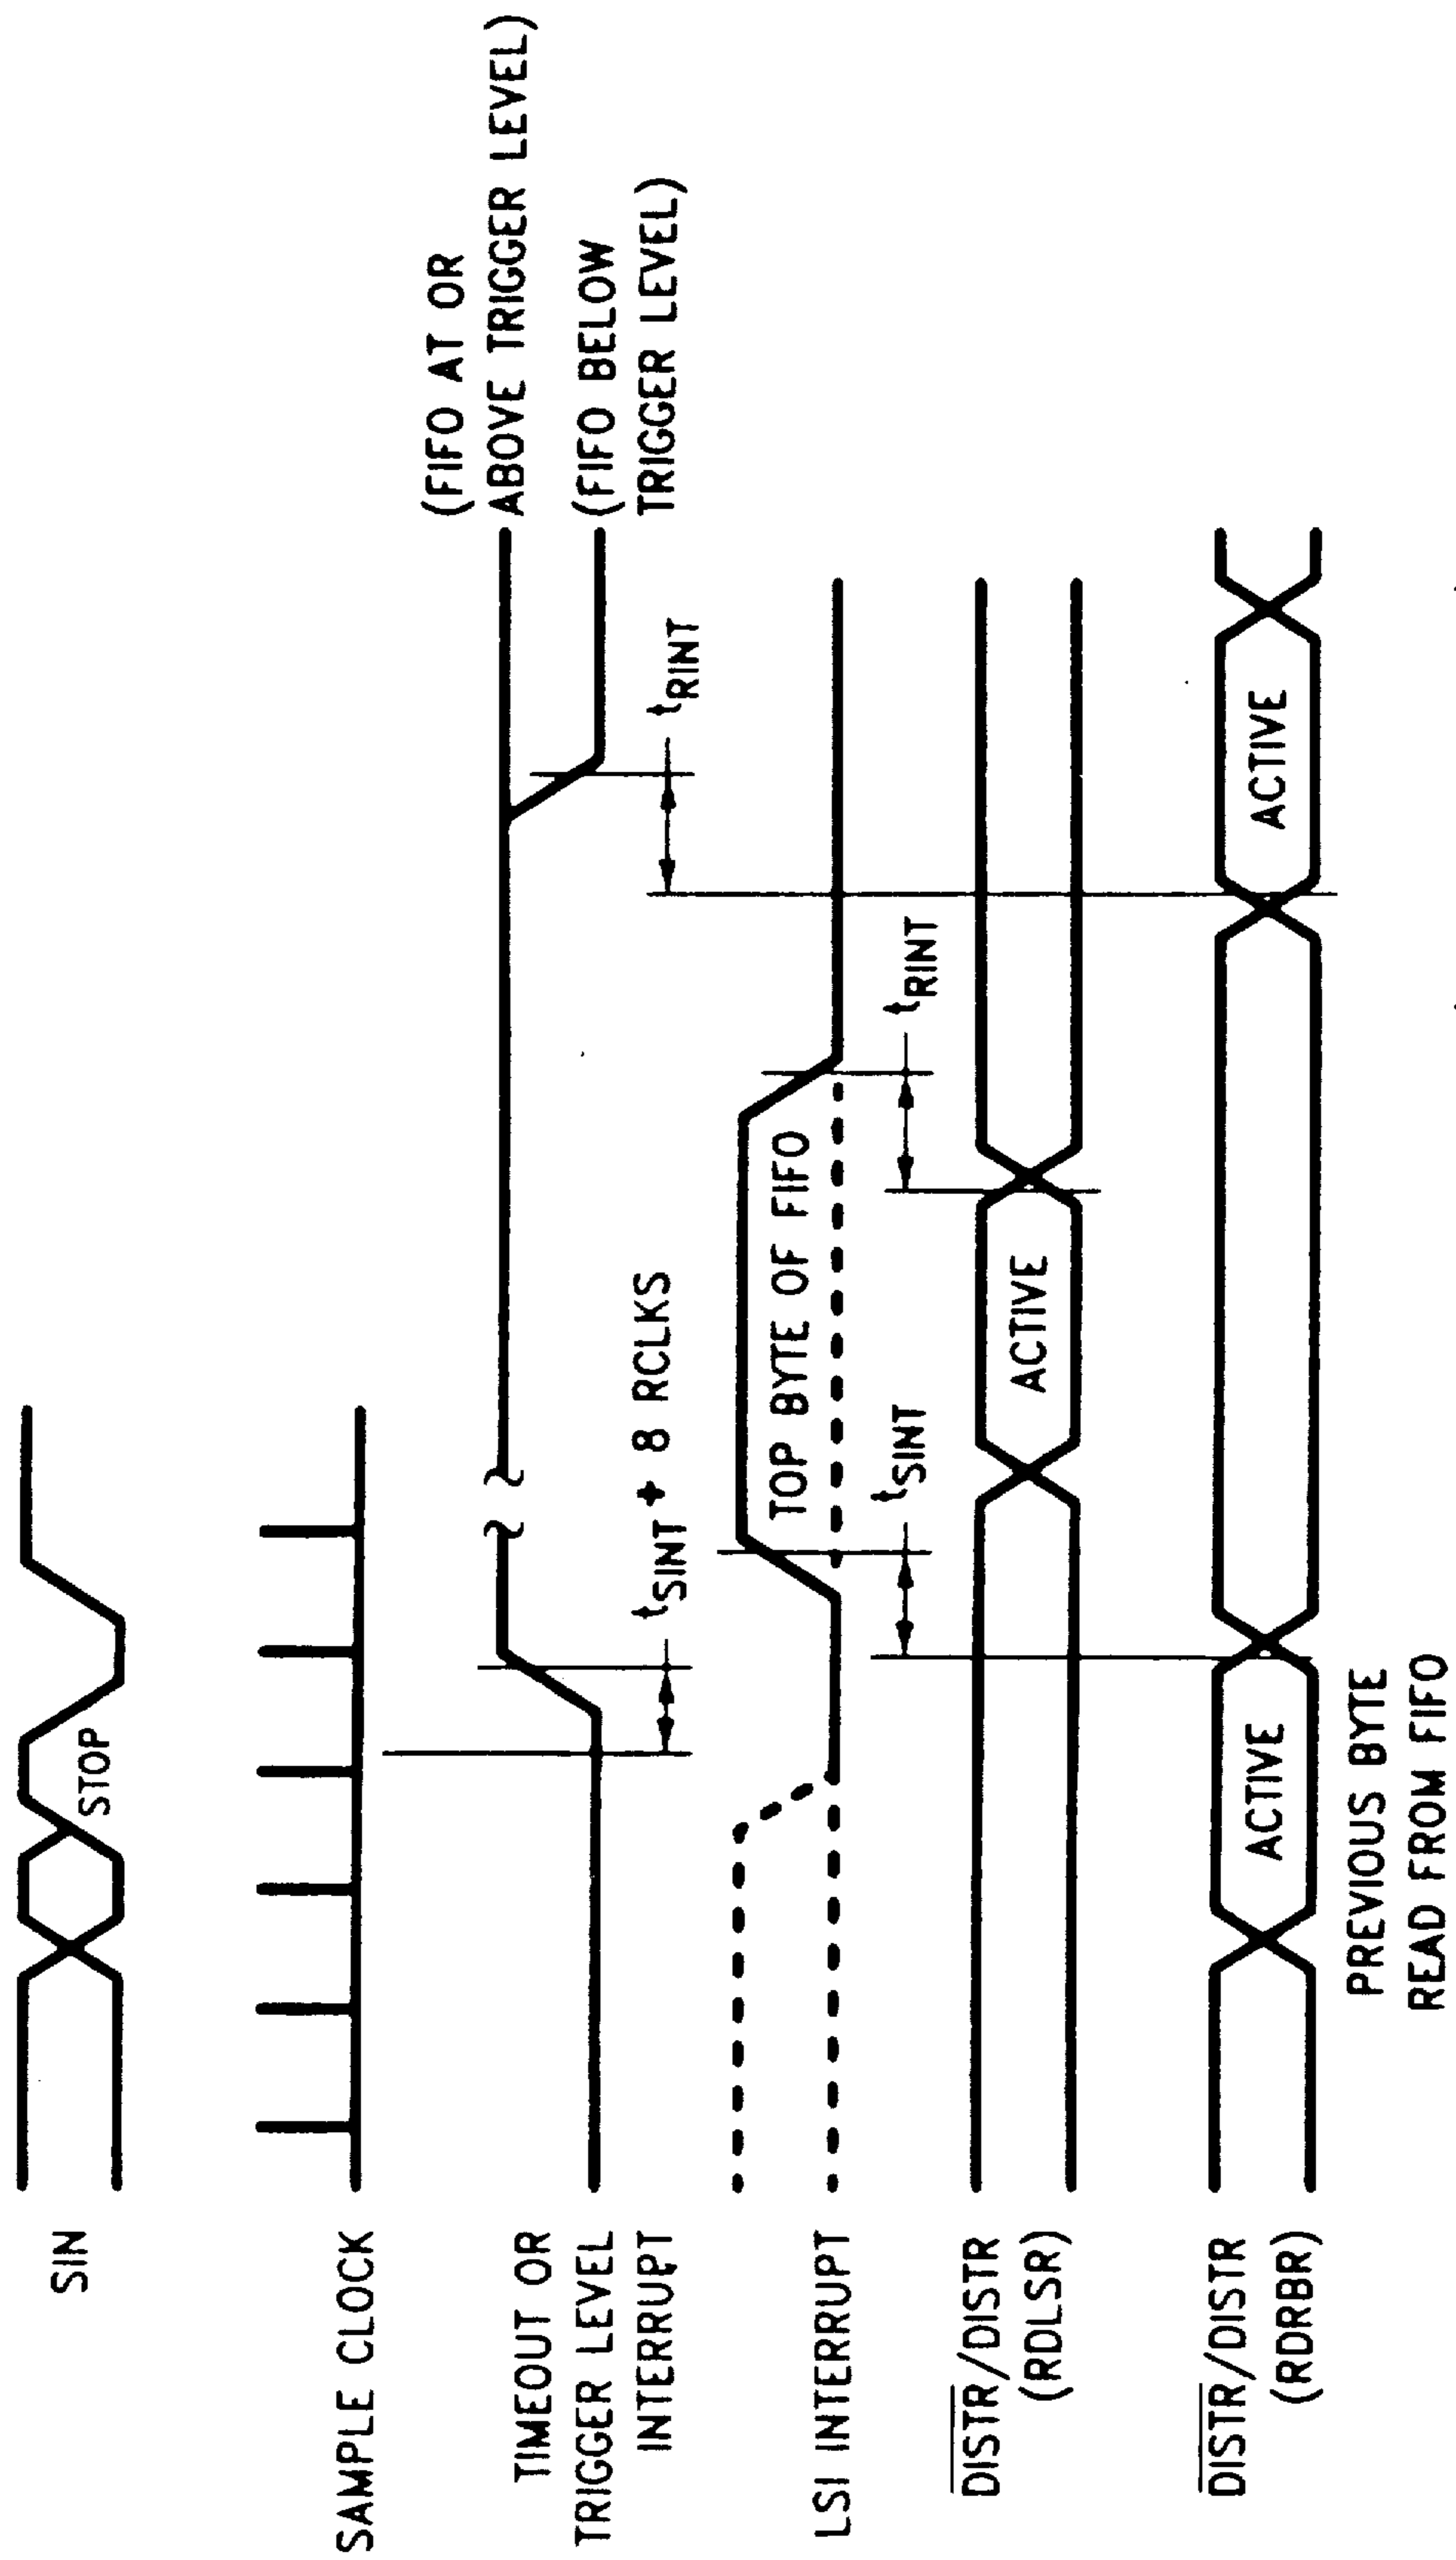 SIN
STOP
SAMPLE CLOCK
(FIFO AT OR
ABOVE TRIGGER LEVEL)
TIMEOUT OR
TRIGGER LEVEL
INTERRUPT
(FIFO BELOW
TRIGGER LEVEL)
tSINT + 8 RCLKS
tRINT
LSI INTERRUPT
TOP BYTE OF FIFO
tSINT
tRINT
DISTR/DISTR
(RDLSR)
ACTIVE
DISTR/DISTR
(RDRBR)
ACTIVE
ACTIVE
PREVIOUS BYTE
READ FROM FIFO